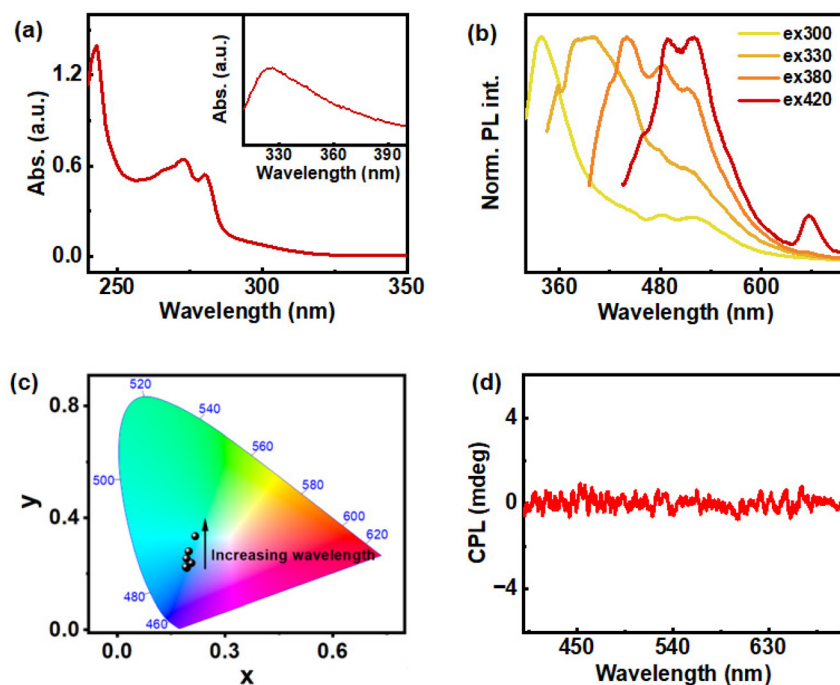 (a)
Abs. (a.u.)
1.2
0.6
0.0
250
300
350
Wavelength (nm)
Abs. (a.u.)
330
360
390
Wavelength (nm)
(b)
Norm. PL int.
ex300
ex330
ex380
ex420
360
480
600
Wavelength (nm)
(c)
y
0.8
0.4
0.0
0.0
0.3
0.6
x
520
540
560
500
580
600
620
Increasing wavelength
480
460
(d)
CPL (mdeg)
4
0
−4
450
540
630
Wavelength (nm)